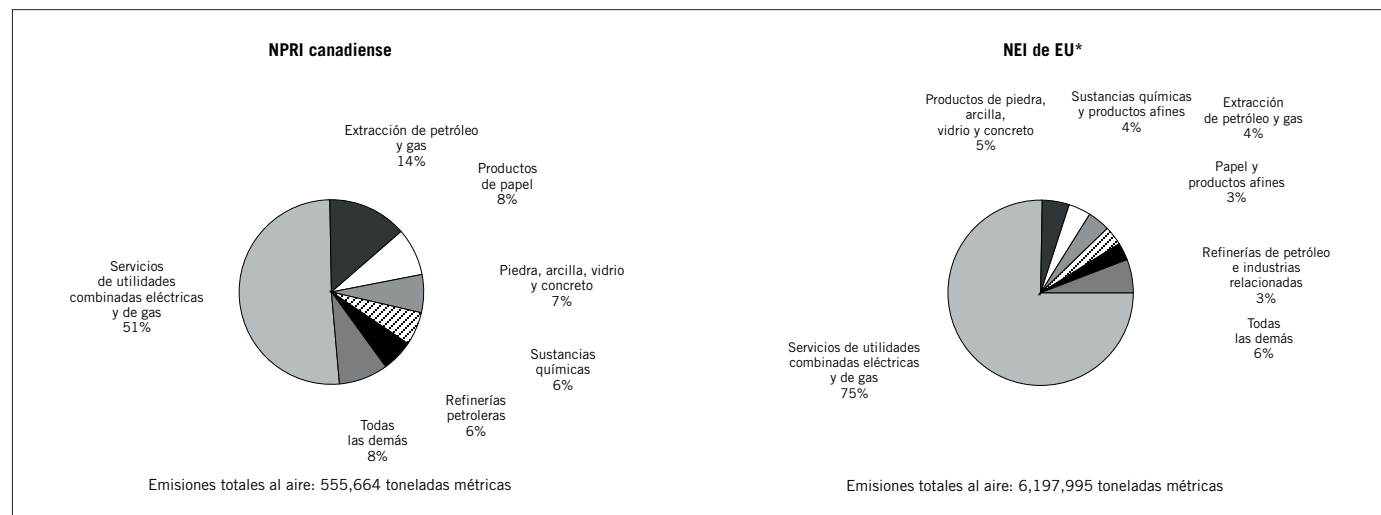 NPRI canadiense
Extracción de petróleo
y gas
14%
Productos
de papel
8%
Piedra, arcilla, vidrio
y concreto
7%
Sustancias
químicas
6%
Refinerías
petroleras
6%
Todas
las demás
8%
Servicios
de utilidades
combinadas eléctricas
y de gas
51%
Emisiones totales al aire: 555,664 toneladas métricas
NEI de EU*
Productos de piedra,
arcilla,
vidrio y concreto
5%
Sustancias químicas
y productos afines
4%
Extracción
de petróleo y gas
4%
Papel y
productos afines
3%
Refinerías de petróleo
e industrias
relacionadas
3%
Todas
las demás
6%
Servicios de utilidades
combinadas eléctricas
y de gas
75%
Emisiones totales al aire: 6,197,995 toneladas métricas